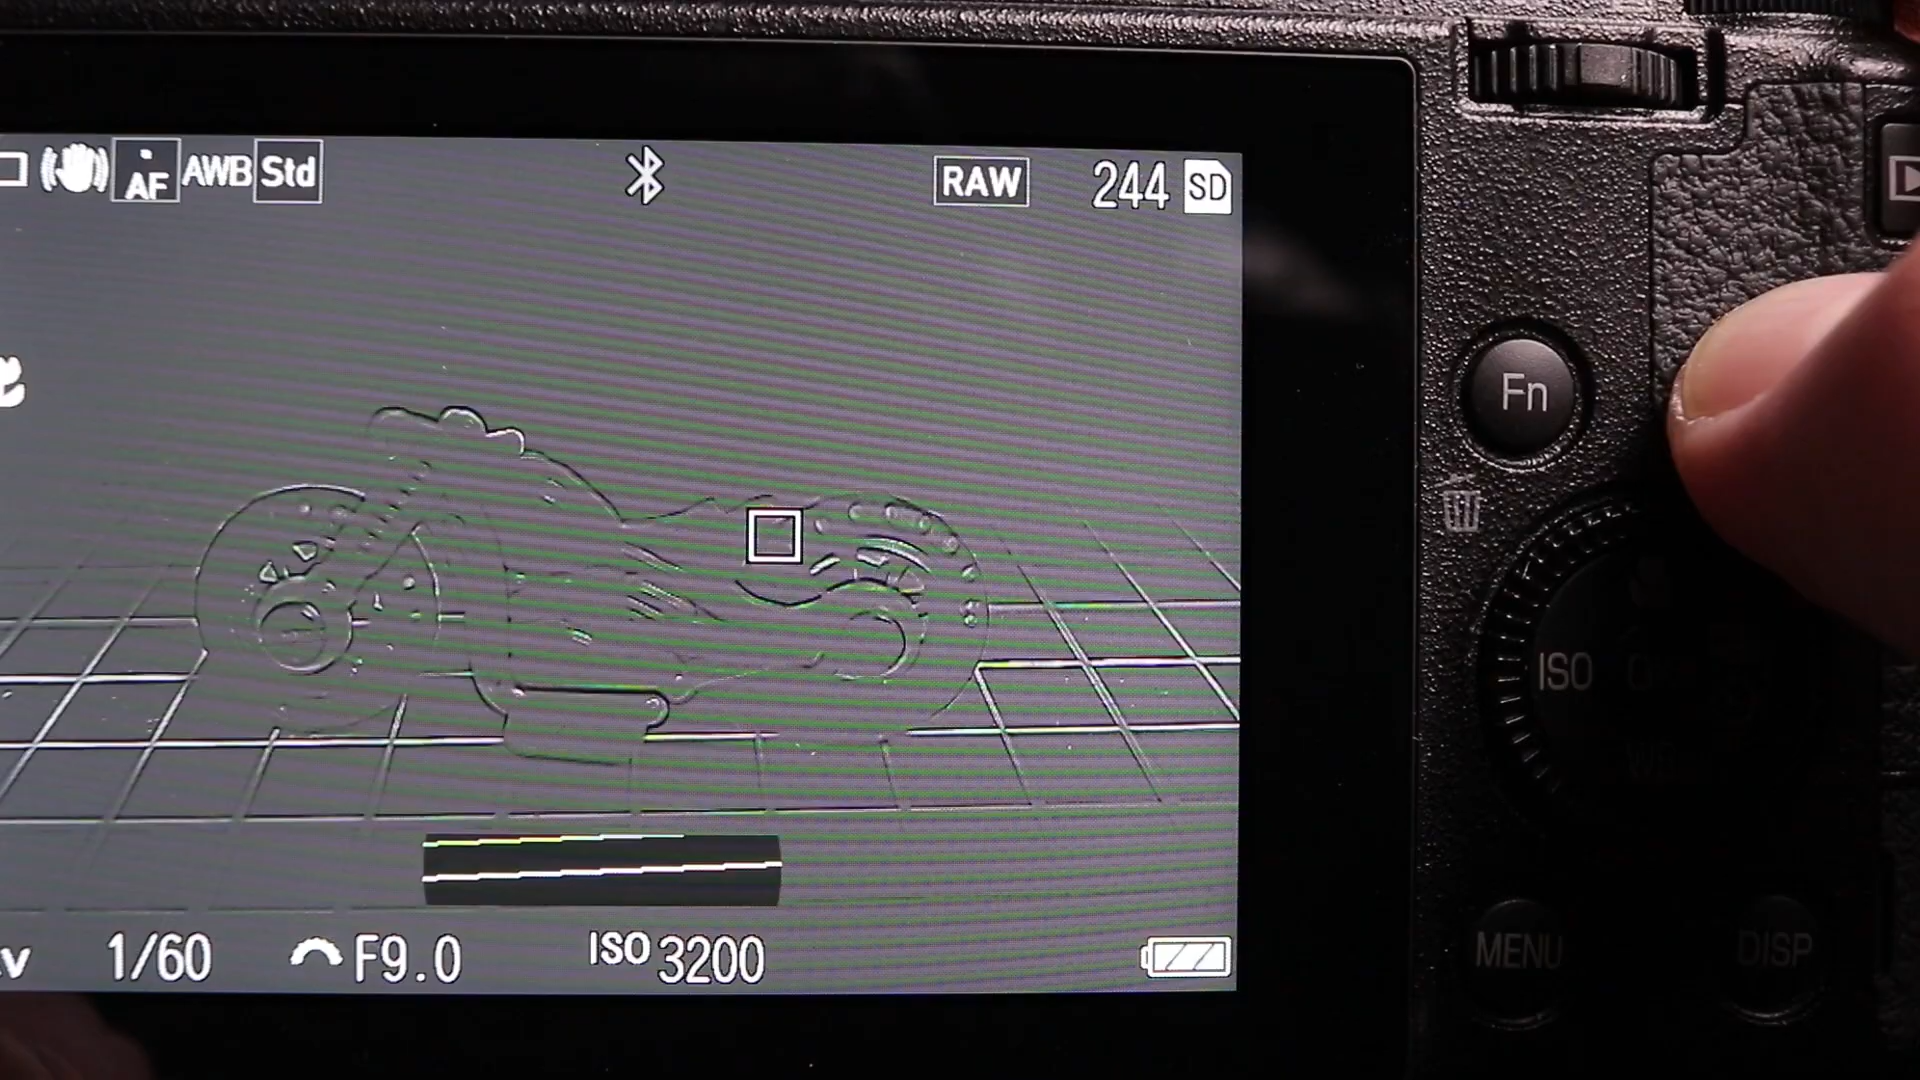 AF AWB Std RAW 244 SD
Fn
ISO
v 1/60 F9.0 ISO 3200
MENU DISP